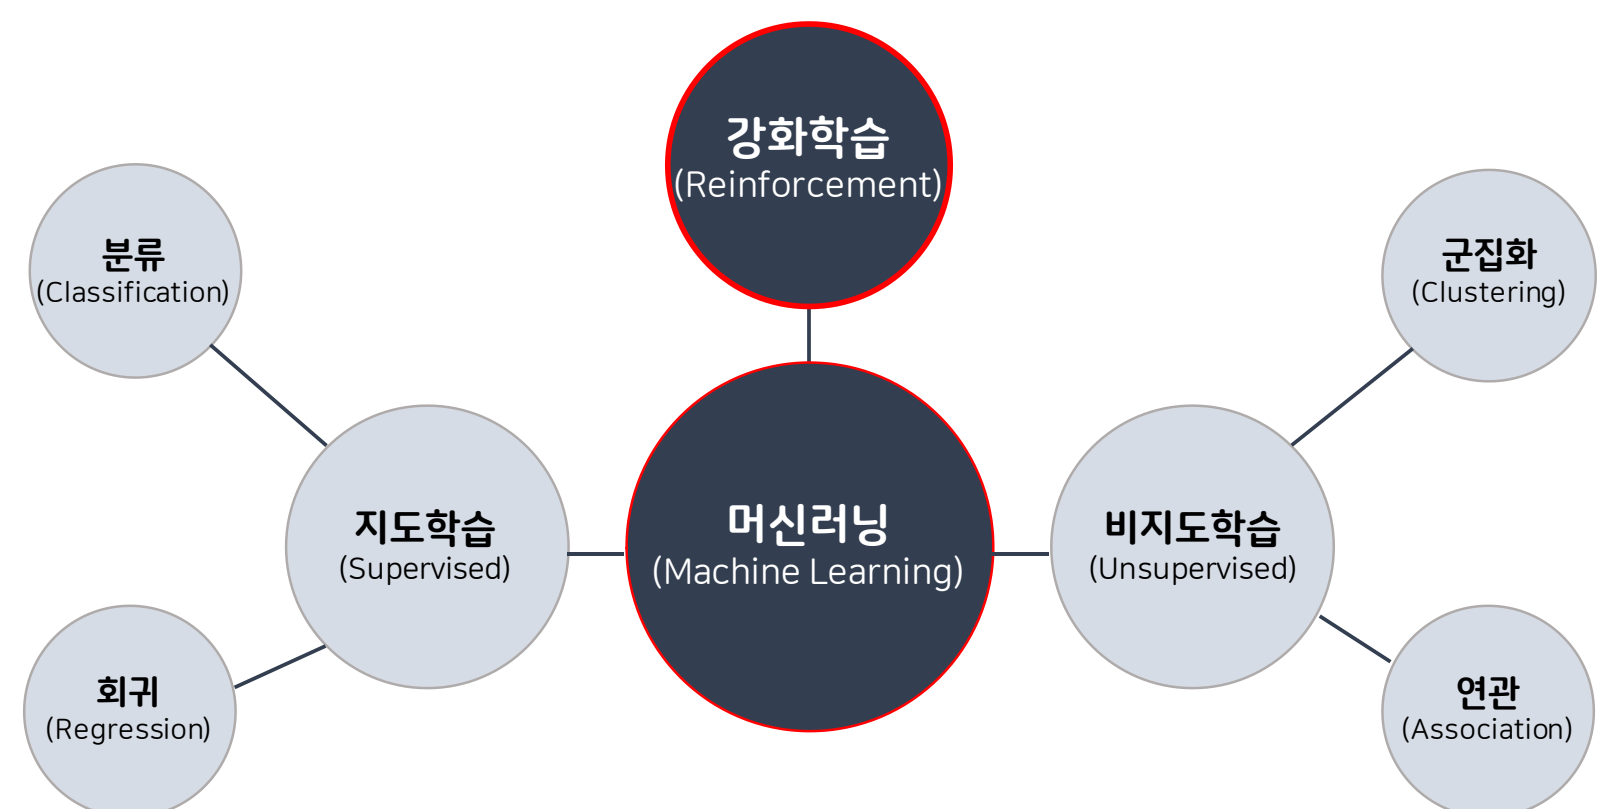 강화학습
(Reinforcement)
분류
(Classification)
군집화
(Clustering)
지도학습
(Supervised)
머신러닝
(Machine Learning)
비지도학습
(Unsupervised)
회귀
(Regression)
연관
(Association)